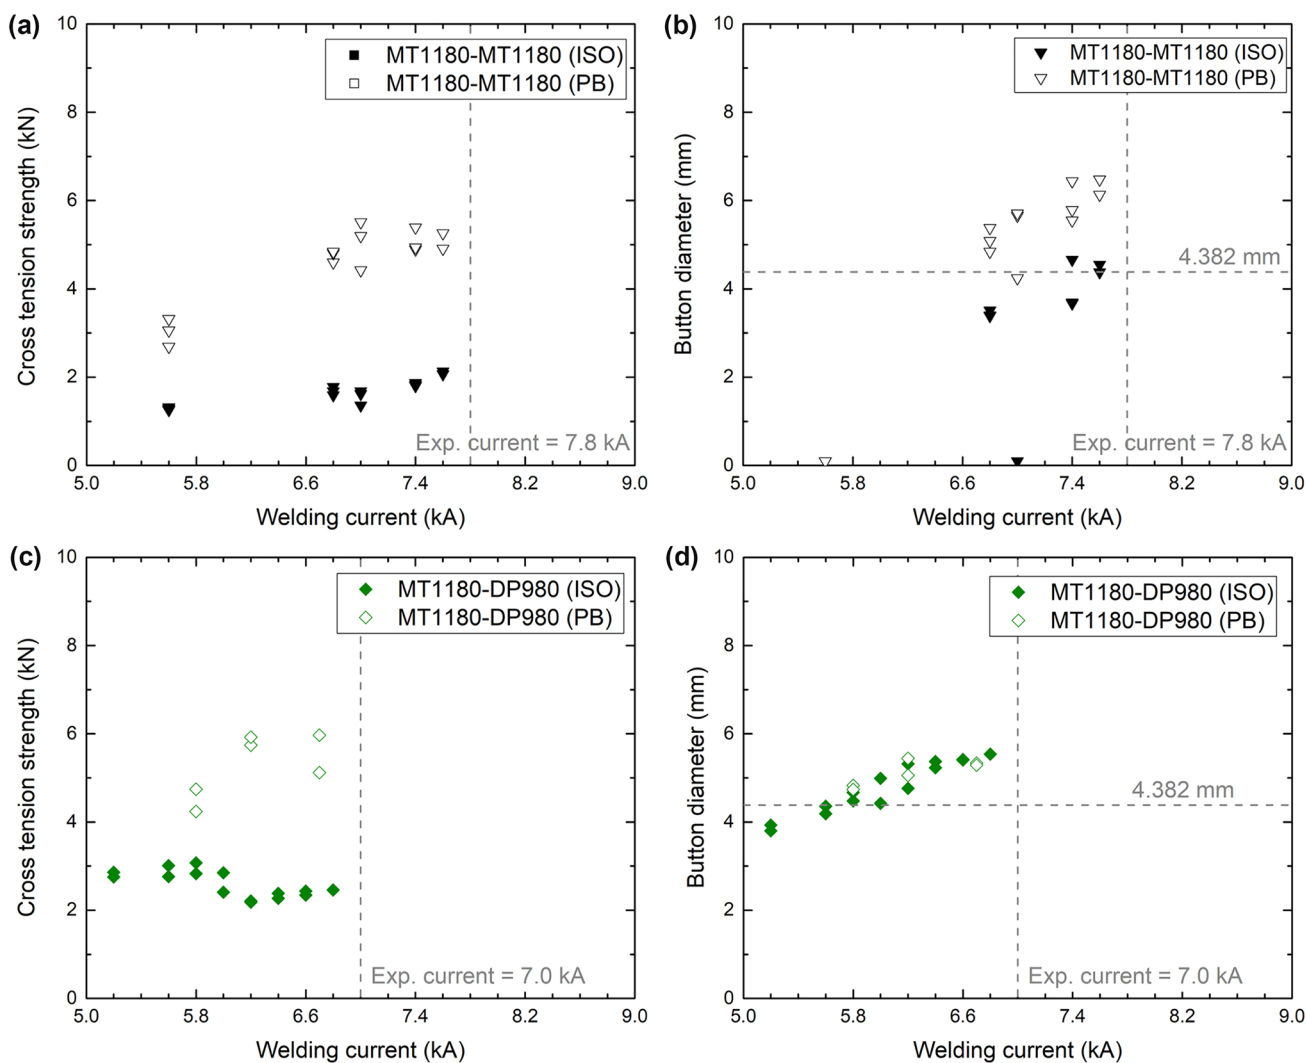 (a)
MT1180-MT1180 (ISO)
MT1180-MT1180 (PB)
Cross tension strength (kN)
10
8
6
4
2
0
Exp. current = 7.8 kA
5.0 5.8 6.6 7.4 8.2 9.0
Welding current (kA)
(b)
MT1180-MT1180 (ISO)
MT1180-MT1180 (PB)
Button diameter (mm)
10
8
6
4
2
0
4.382 mm
Exp. current = 7.8 kA
5.0 5.8 6.6 7.4 8.2 9.0
Welding current (kA)
(c)
MT1180-DP980 (ISO)
MT1180-DP980 (PB)
Cross tension strength (kN)
10
8
6
4
2
0
Exp. current = 7.0 kA
5.0 5.8 6.6 7.4 8.2 9.0
Welding current (kA)
(d)
MT1180-DP980 (ISO)
MT1180-DP980 (PB)
Button diameter (mm)
10
8
6
4
2
0
4.382 mm
Exp. current = 7.0 kA
5.0 5.8 6.6 7.4 8.2 9.0
Welding current (kA)